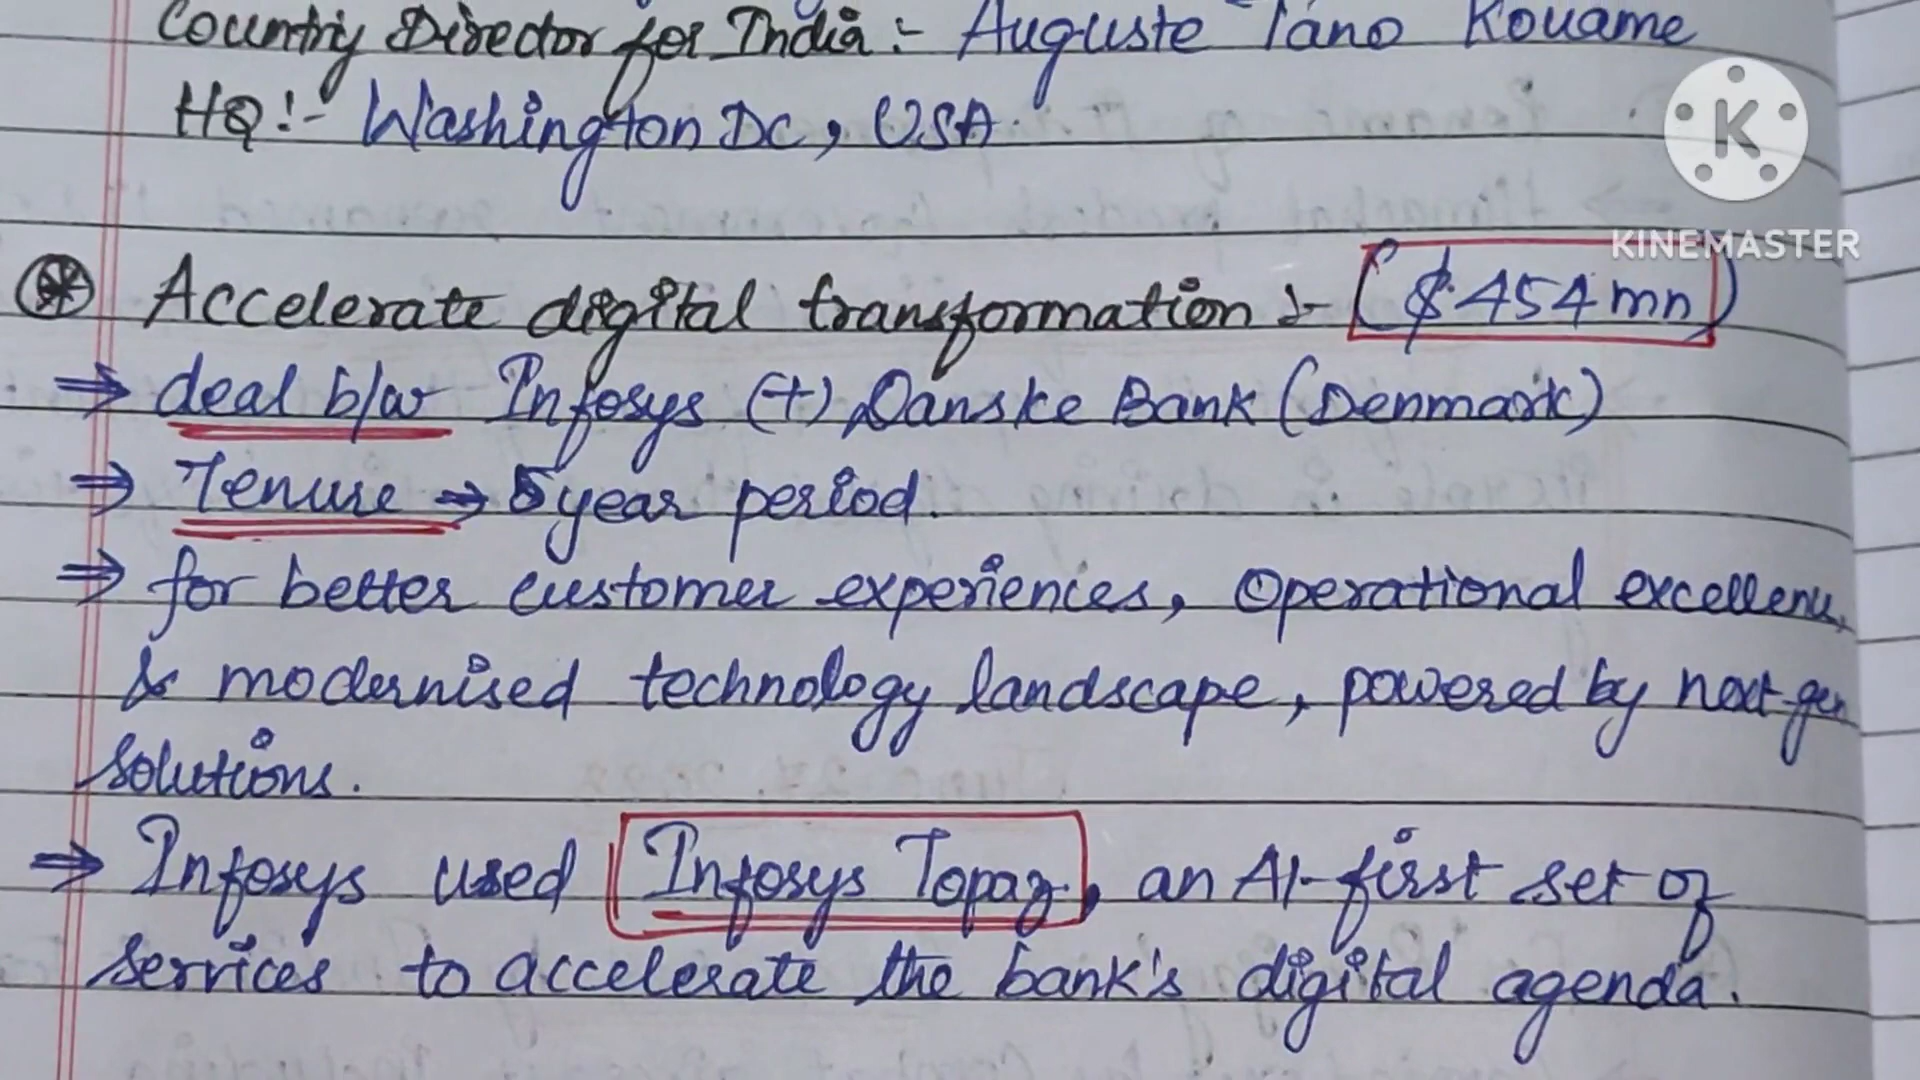 Country Director for India :- Auguste Tano Kouame
HQ :- Washington DC, USA.
K
KINEMASTER
Accelerate digital transformation :- ($ 454 mn)
⇒ deal b/w Infosys (+) Danske Bank (Denmark)
⇒ Tenure → 5 year period.
⇒ for better customer experiences, Operational excellence,
& modernised technology landscape, powered by next-gen
solutions.
⇒ Infosys used Infosys Topaz, an AI-first set of
services to accelerate the bank's digital agenda.